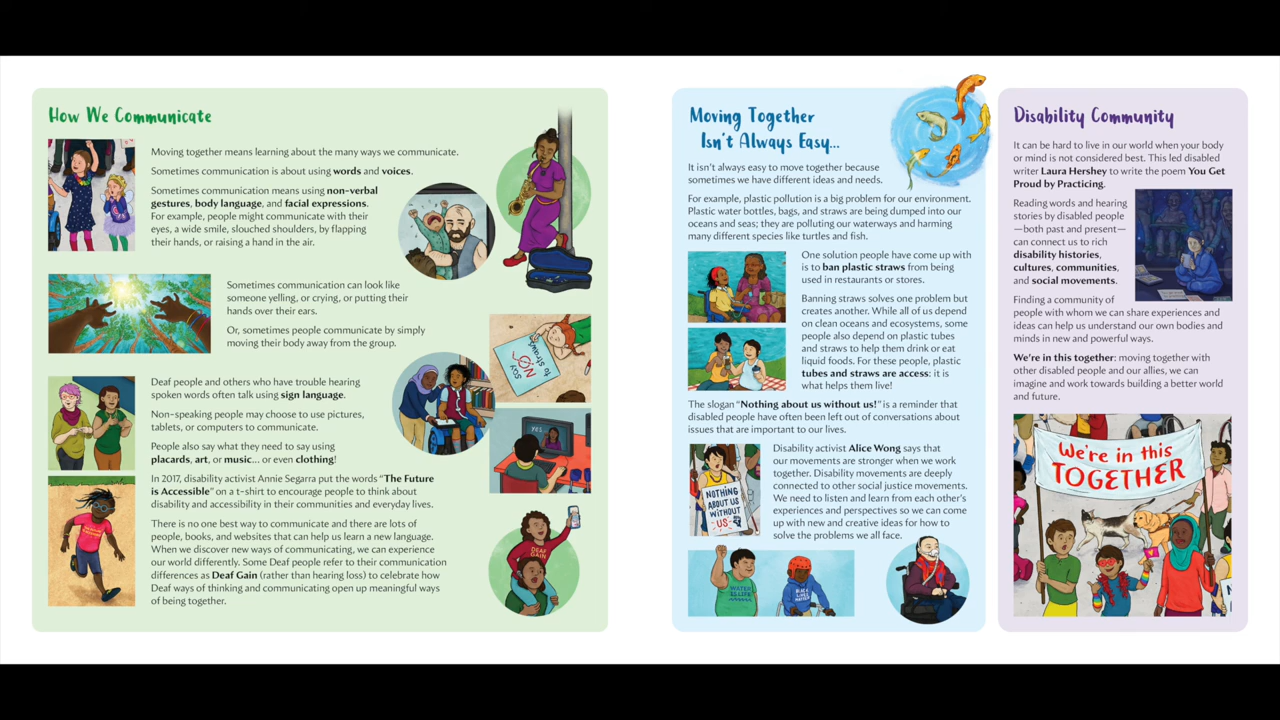 How We Communicate
Moving together means learning about the many ways we communicate.
Sometimes communication is about using words and voices.
Sometimes communication means using non-verbal
gestures, body language, and facial expressions.
For example, people might communicate with their
eyes, a wide smile, slouched shoulders, by flapping
their hands, or raising a hand in the air.
Sometimes communication can look like
someone yelling, or crying, or putting their
hands over their ears.
Or, sometimes people communicate by simply
moving their body away from the group.
SAY
NO
to straws
Deaf people and others who have trouble hearing
spoken words often talk using sign language.
Non-speaking people may choose to use pictures,
tablets, or computers to communicate.
People also say what they need to say using
placards, art, or music... or even clothing!
yes
In 2017, disability activist Annie Segarra put the words “The Future
is Accessible” on a t-shirt to encourage people to think about
disability and accessibility in their communities and everyday lives.
There is no one best way to communicate and there are lots of
people, books, and websites that can help us learn a new language.
When we discover new ways of communicating, we can experience
our world differently. Some Deaf people refer to their communication
differences as Deaf Gain (rather than hearing loss) to celebrate how
Deaf ways of thinking and communicating open up meaningful ways
of being together.
DEAF
GAIN
Moving Together
Isn't Always Easy...
It isn't always easy to move together because
sometimes we have different ideas and needs.
For example, plastic pollution is a big problem for our environment.
Plastic water bottles, bags, and straws are being dumped into our
oceans and seas; they are polluting our waterways and harming
many different species like turtles and fish.
One solution people have come up with
is to ban plastic straws from being
used in restaurants or stores.
Banning straws solves one problem but
creates another. While all of us depend
on clean oceans and ecosystems, some
people also depend on plastic tubes
and straws to help them drink or eat
liquid foods. For these people, plastic
tubes and straws are access: it is
what helps them live!
The slogan “Nothing about us without us!” is a reminder that
disabled people have often been left out of conversations about
issues that are important to our lives.
NOTHING
ABOUT US
WITHOUT
US
Disability activist Alice Wong says that
our movements are stronger when we work
together. Disability movements are deeply
connected to other social justice movements.
We need to listen and learn from each other's
experiences and perspectives so we can come
up with new and creative ideas for how to
solve the problems we all face.
WATER
IS LIFE
BLACK
LIVES
MATTER
Disability Community
It can be hard to live in our world when your body
or mind is not considered best. This led disabled
writer Laura Hershey to write the poem You Get
Proud by Practicing.
Reading words and hearing
stories by disabled people
—both past and present—
can connect us to rich
disability histories,
cultures, communities,
and social movements.
Finding a community of
people with whom we can share experiences and
ideas can help us understand our own bodies and
minds in new and powerful ways.
We're in this together: moving together with
other disabled people and our allies, we can
imagine and work towards building a better world
and future.
We're in this
TOGETHER